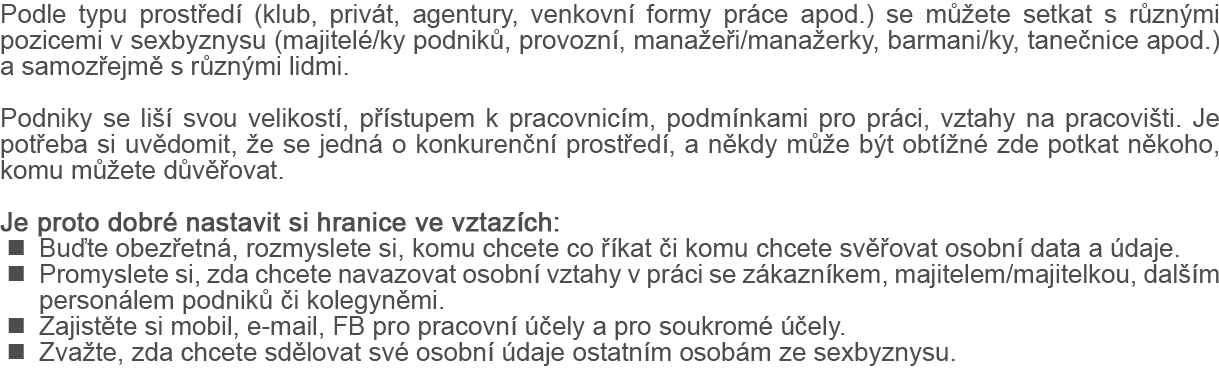 Podle typu prostředí (klub, privát, agentury, venkovní formy práce apod.) se můžete setkat s různými
pozicemi v sexbyznysu (majitelé/ky podniků, provozní, manažeři/manažerky, barmani/ky, tanečnice apod.)
a samozřejmě s různými lidmi.

Podniky se liší svou velikostí, přístupem k pracovnicím, podmínkami pro práci, vztahy na pracovišti. Je
potřeba si uvědomit, že se jedná o konkurenční prostředí, a někdy může být obtížné zde potkat někoho,
komu můžete důvěřovat.

Je proto dobré nastavit si hranice ve vztazích:
■ Buďte obezřetná, rozmyslete si, komu chcete co říkat či komu chcete svěřovat osobní data a údaje.
■ Promyslete si, zda chcete navazovat osobní vztahy v práci se zákazníkem, majitelem/majitelkou, dalším
personálem podniků či kolegyněmi.
■ Zajistěte si mobil, e-mail, FB pro pracovní účely a pro soukromé účely.
■ Zvažte, zda chcete sdělovat své osobní údaje ostatním osobám ze sexbyznysu.